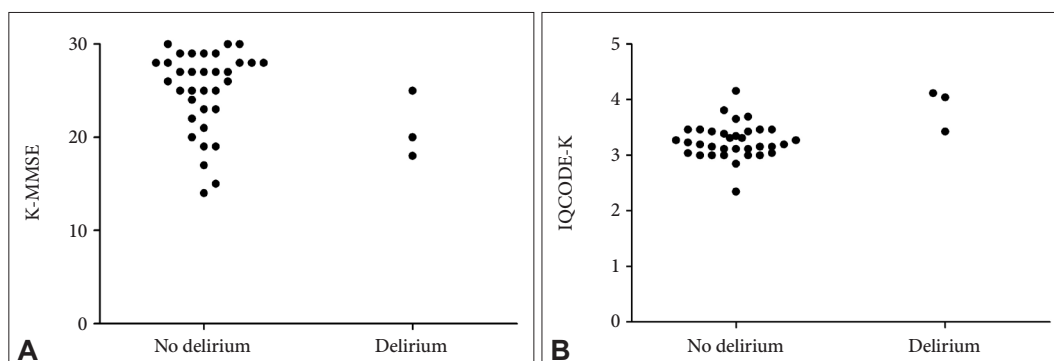 30
20
10
0
K-MMSE
No delirium
Delirium
A
5
4
3
2
1
0
IQCODE-K
No delirium
Delirium
B